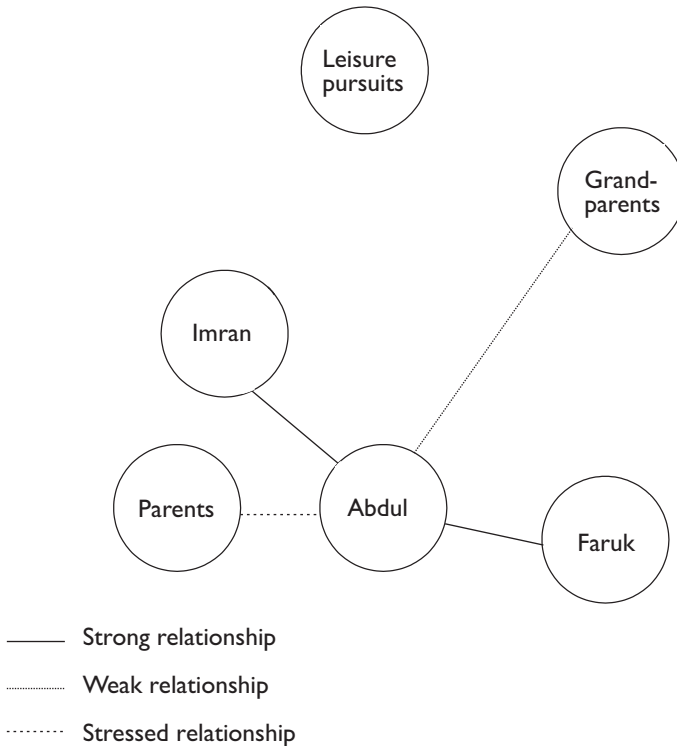 Leisure
pursuits
Grand-
parents
Imran
Parents
Abdul
Faruk
Strong relationship
Weak relationship
Stressed relationship